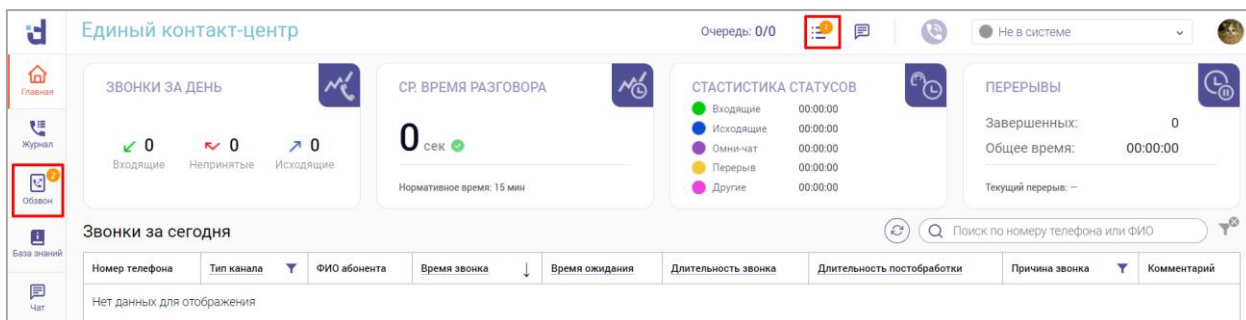 Единый контакт-центр
Очередь: 0/0
2
Не в системе
Главная
Журнал
2
Обзвон
База знаний
Чат
ЗВОНКИ ЗА ДЕНЬ
0
Входящие
0
Непринятые
0
Исходящие
СР. ВРЕМЯ РАЗГОВОРА
0 сек
Нормативное время: 15 мин
СТАСТИСТИКА СТАТУСОВ
Входящие 00:00:00
Исходящие 00:00:00
Омни-чат 00:00:00
Перерыв 00:00:00
Другие 00:00:00
ПЕРЕРЫВЫ
Завершенных: 0
Общее время: 00:00:00
Текущий перерыв: —
Звонки за сегодня
Поиск по номеру телефона или ФИО
Номер телефона Тип канала ФИО абонента Время звонка Время ожидания Длительность звонка Длительность постобработки Причина звонка Комментарий
Нет данных для отображения